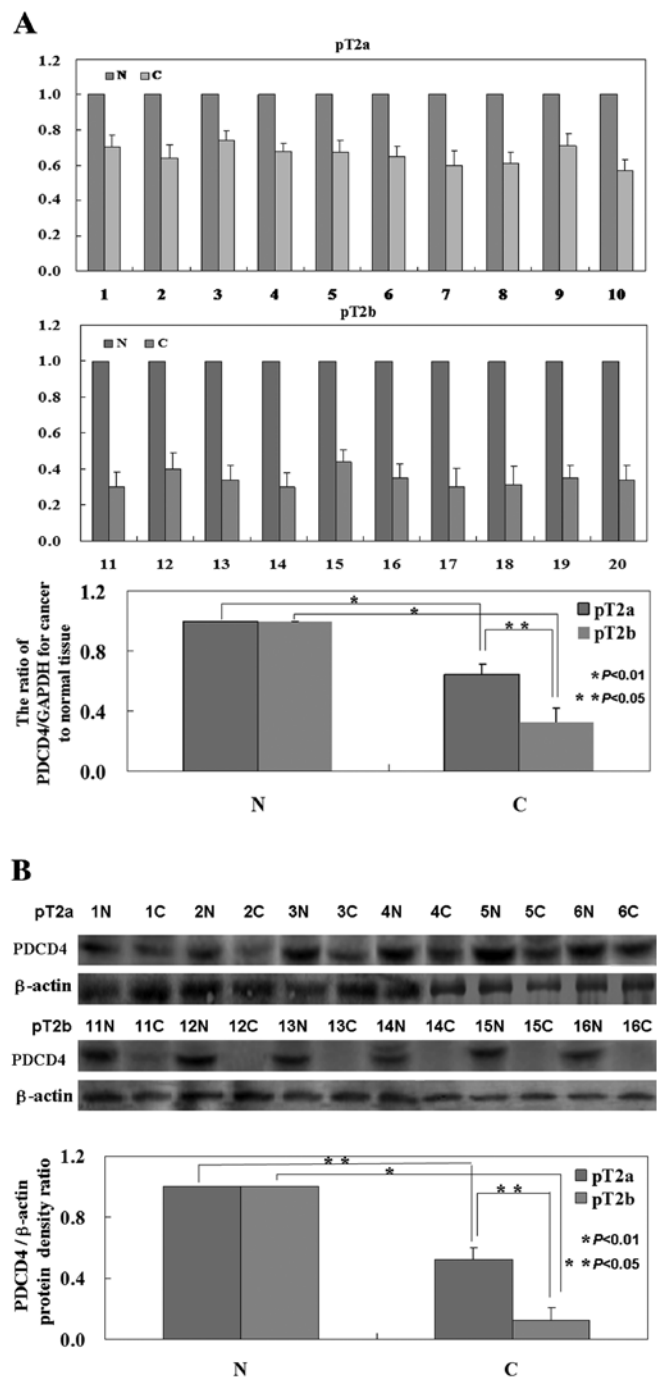 A
pT2a
1.2
N C
1.0
0.8
0.6
0.4
0.2
0.0
1 2 3 4 5 6 7 8 9 10
pT2b
1.2
N C
1.0
0.8
0.6
0.4
0.2
0.0
11 12 13 14 15 16 17 18 19 20
The ratio of
PDCD4/GAPDH for cancer
to normal tissue
1.2
0.8
0.4
0.0
*
*
**
pT2a
pT2b
*P<0.01
**P<0.05
N C
B
pT2a 1N 1C 2N 2C 3N 3C 4N 4C 5N 5C 6N 6C
PDCD4
β-actin
pT2b 11N 11C 12N 12C 13N 13C 14N 14C 15N 15C 16N 16C
PDCD4
β-actin
PDCD4 / β-actin
protein density ratio
1.2
0.8
0.4
0.0
**
*
**
pT2a
pT2b
*P<0.01
**P<0.05
N C